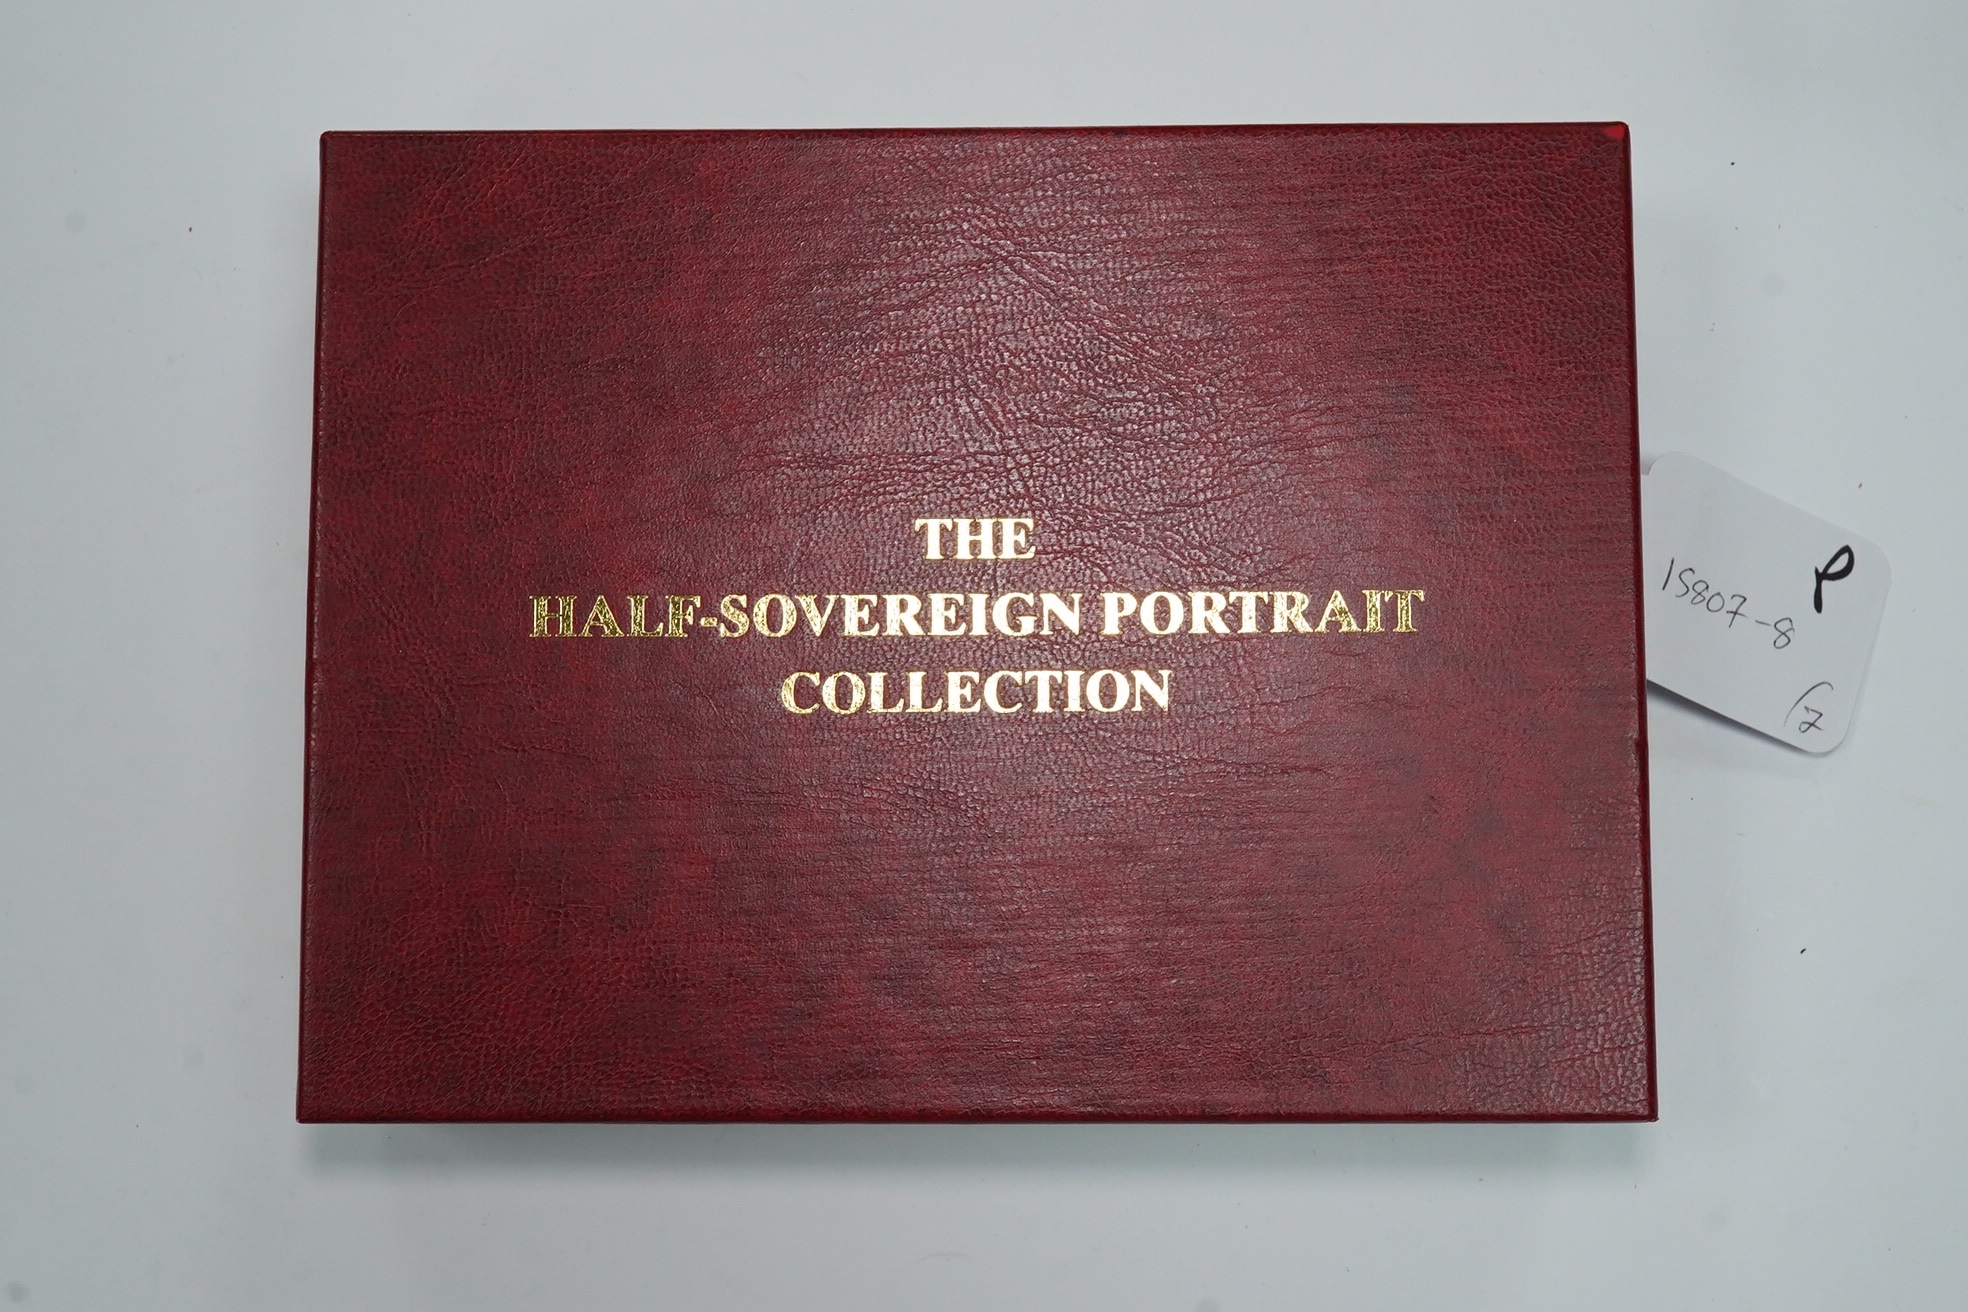 THE
HALF-SOVEREIGN PORTRAIT
COLLECTION
P
15807-8
(2